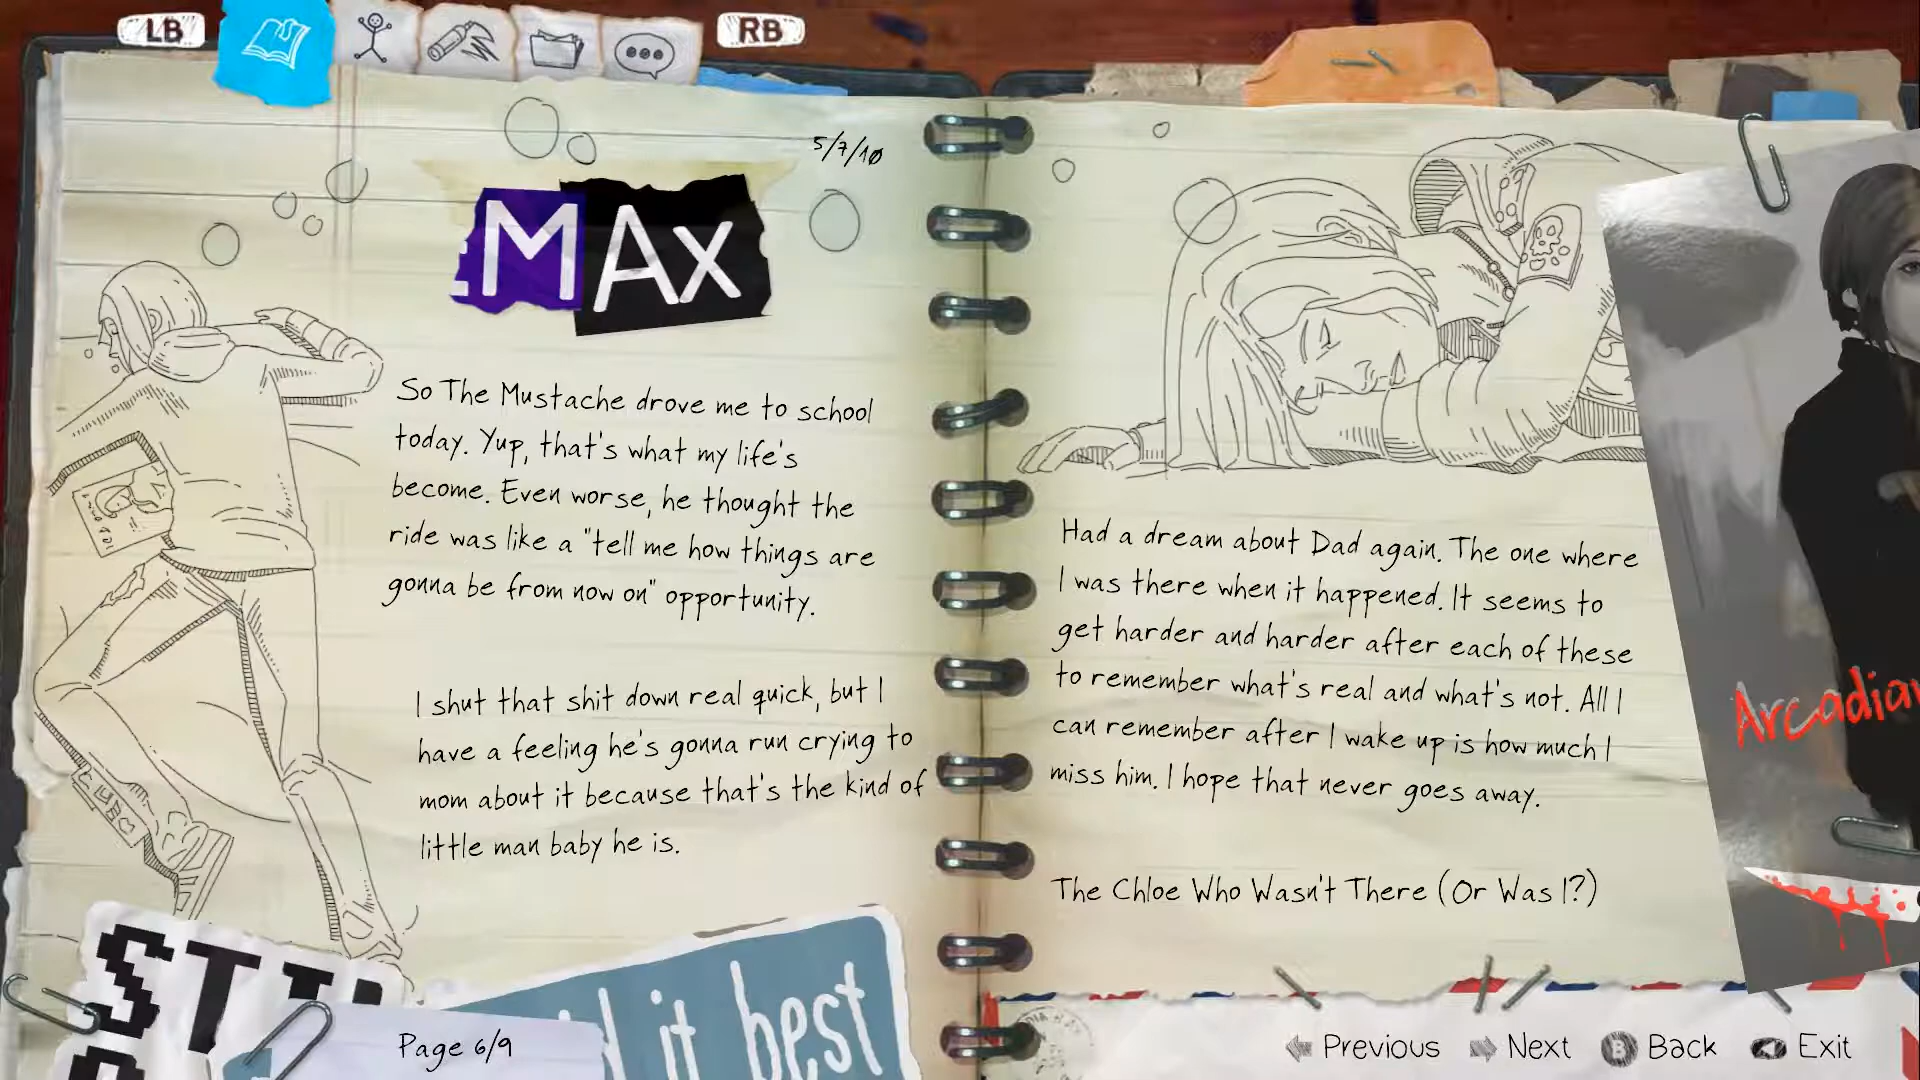 LB
RB
5/7/10
MAx
So The Mustache drove me to school
today. Yup, that's what my life's
become. Even worse, he thought the
ride was like a "tell me how things are
gonna be from now on" opportunity.
I shut that shit down real quick, but I
have a feeling he's gonna run crying to
mom about it because that's the kind of
little man baby he is.
it best
Page 6/9
Had a dream about Dad again. The one where
I was there when it happened. It seems to
get harder and harder after each of these
to remember what's real and what's not. All I
can remember after I wake up is how much I
miss him. I hope that never goes away.
The Chloe Who Wasn't There (Or Was I?)
Previous
Next
B Back
Exit